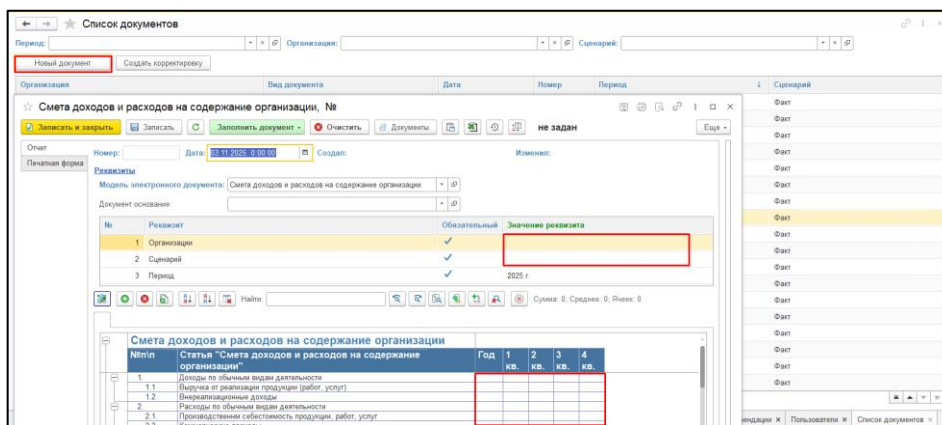 Список документов
Период: Организация: Сценарий:
Новый документ Создать корректировку
Организация Вид документа Дата Номер Период Сценарий
Смета доходов и расходов на содержание организации, №
Факт
Записать и закрыть Записать Заполнить документ Очистить Документы не задан Еще
Факт
Отчет
Номер: Дата: 03.11.2025 0:00:00 Создан: Изменен:
Факт
Печатная форма
Факт
Реквизиты
Модель электронного документа: Смета доходов и расходов на содержание организации
Факт
Документ основание:
Факт
№ Реквизит Обязательный Значение реквизита
Факт
1 Организации
Факт
2 Сценарий
Факт
3 Период 2025 г.
Факт
Найти: Сумма: 0; Среднее: 0; Ячеек: 0
Факт
Факт
Факт
Смета доходов и расходов на содержание организации
Факт
№п\п Статья "Смета доходов и расходов на содержание организации" Год 1 кв. 2 кв. 3 кв. 4 кв.
Факт
Факт
1. Доходы по обычным видам деятельности
1.1 Выручка от реализации продукции (работ, услуг)
Факт
1.2 Внереализационные доходы
2. Расходы по обычным видам деятельности
2.1. Производственни себестоимость продукции, работ, услуг
Пользователи Список документов